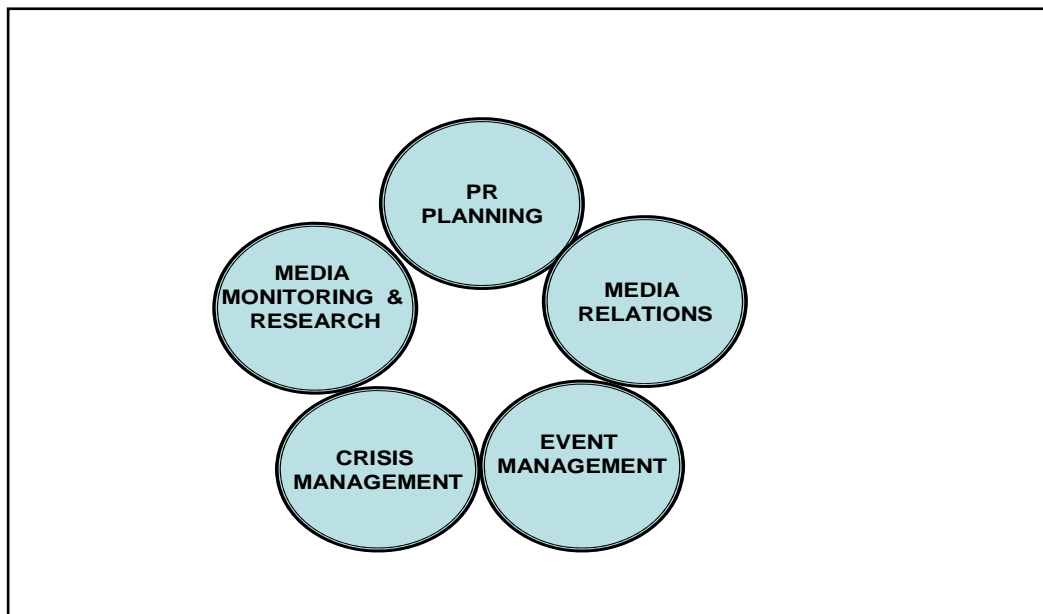 PR
PLANNING
MEDIA
RELATIONS
EVENT
MANAGEMENT
CRISIS
MANAGEMENT
MEDIA
MONITORING &
RESEARCH